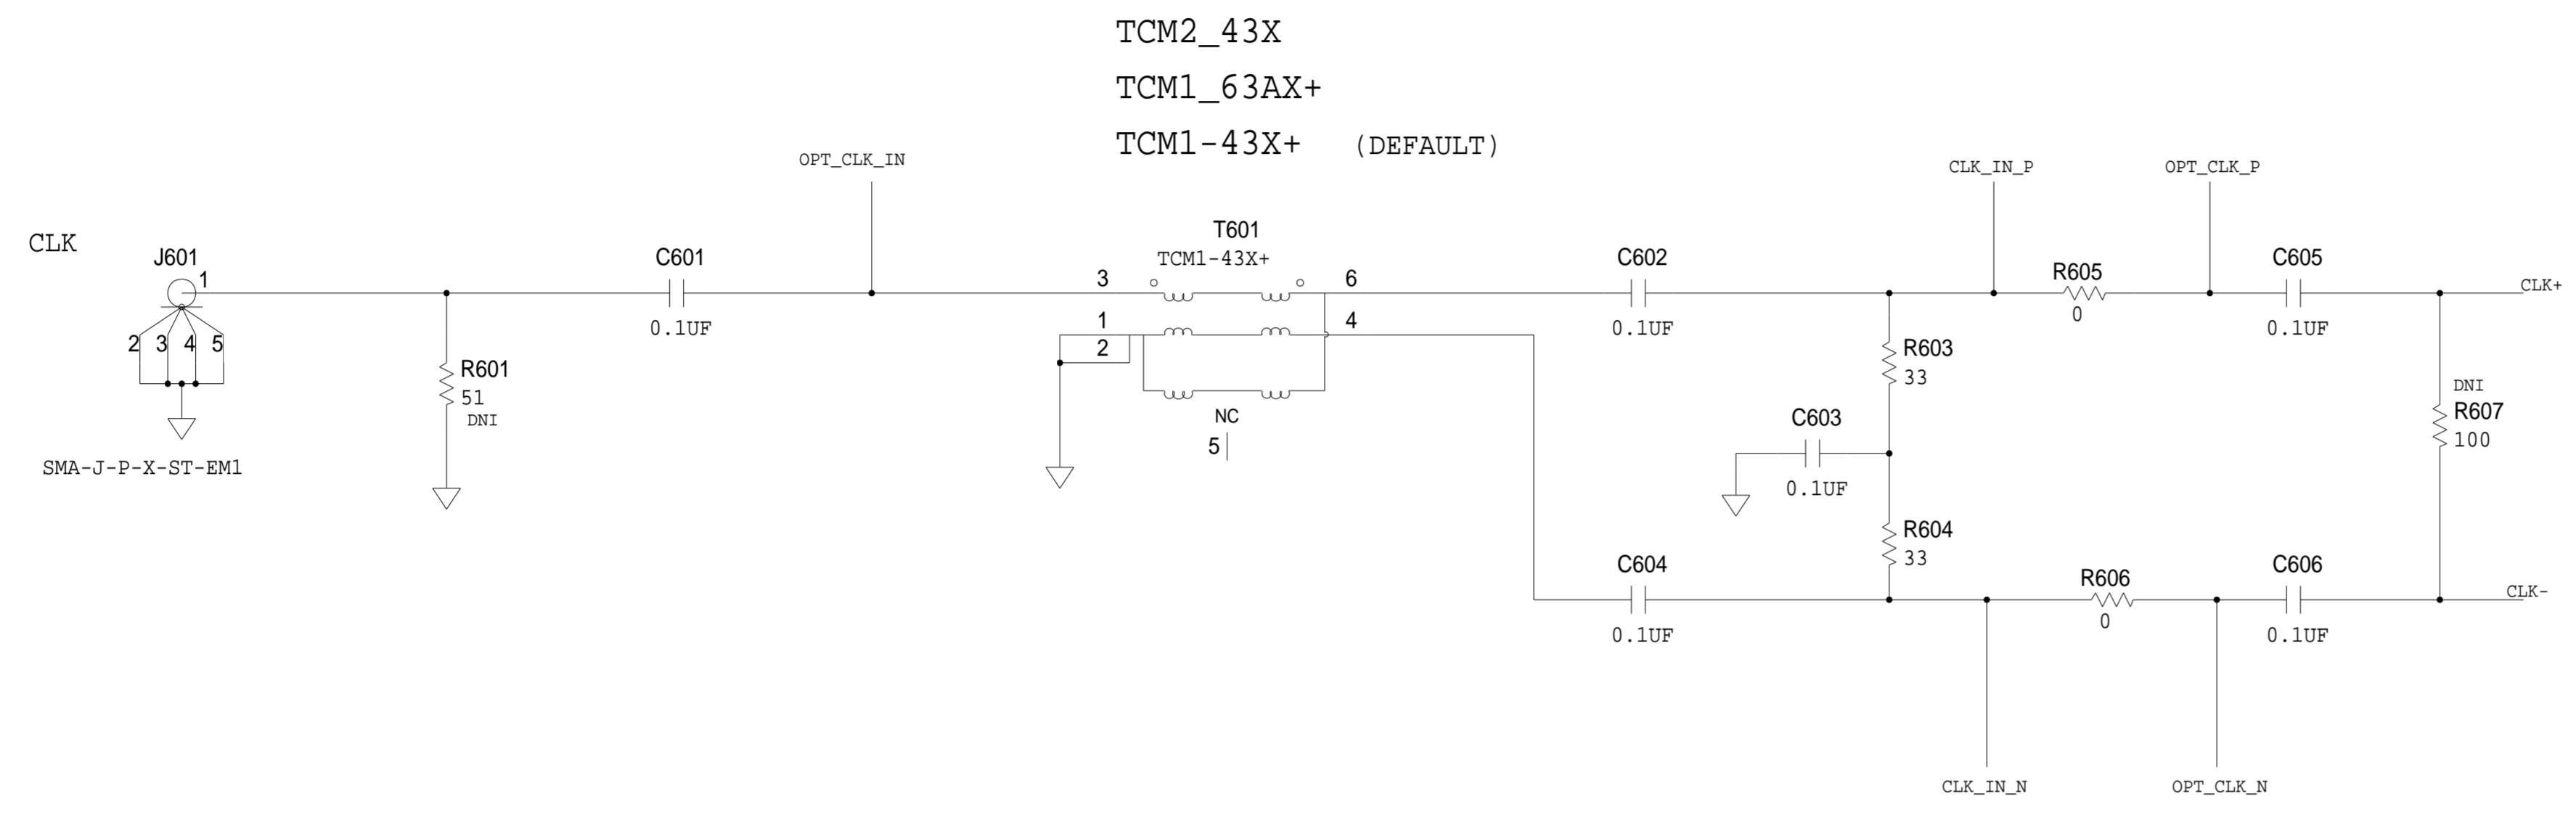 TCM2_43X
TCM1_63AX+
TCM1-43X+ (DEFAULT)
OPT_CLK_IN
CLK_IN_P
OPT_CLK_P
CLK
J601
1
2
3
4
5
SMA-J-P-X-ST-EM1
R601
51
DNI
C601
0.1UF
T601
TCM1-43X+
3
1
2
6
4
NC
5
C602
0.1UF
R603
33
C603
0.1UF
R604
33
C604
0.1UF
R605
0
C605
0.1UF
CLK+
DNI
R607
100
R606
0
C606
0.1UF
CLK-
CLK_IN_N
OPT_CLK_N